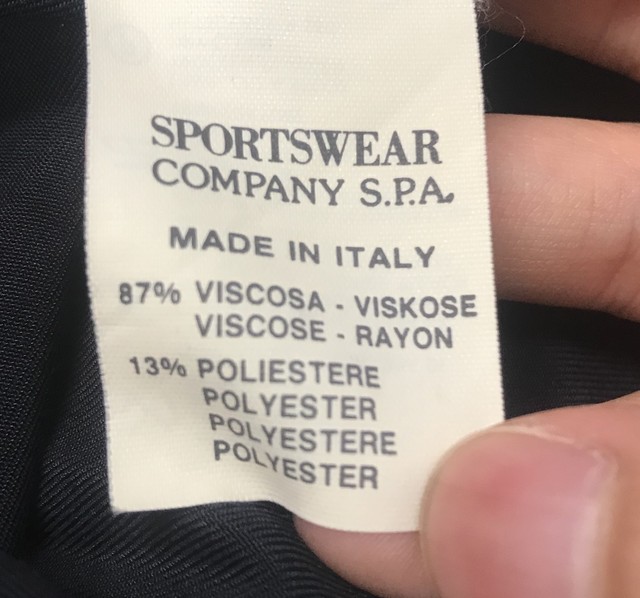 SPORTSWEAR
COMPANY S.P.A.
MADE IN ITALY
87% VISCOSA - VISKOSE
VISCOSE - RAYON
13% POLIESTERE
POLYESTER
POLYESTERE
POLYESTER